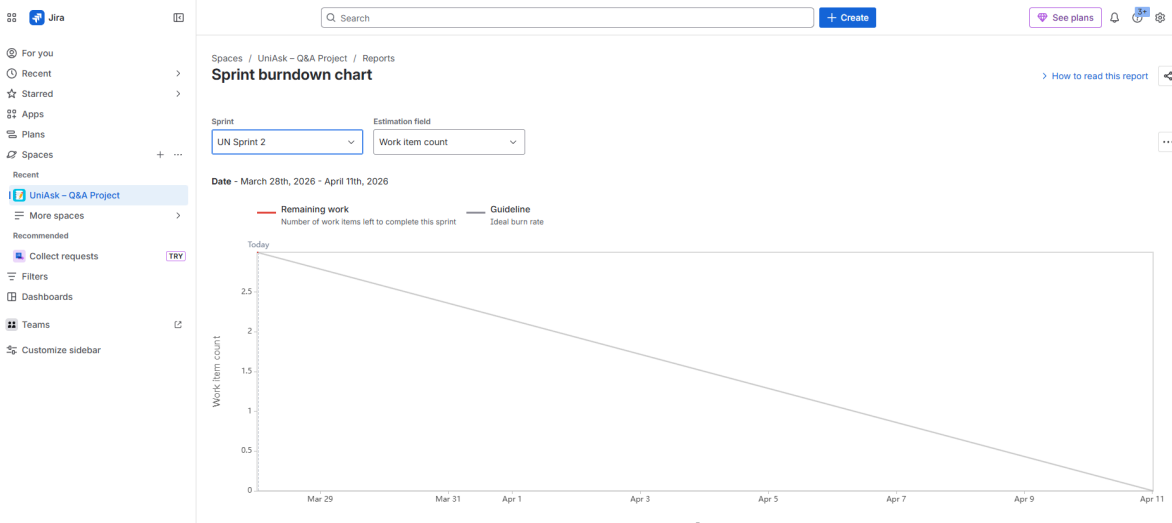 Jira
Search
+ Create
See plans
3+
For you
Recent
Starred
Apps
Plans
Spaces
Recent
UniAsk – Q&A Project
More spaces
Recommended
Collect requests
TRY
Filters
Dashboards
Teams
Customize sidebar
Spaces / UniAsk – Q&A Project / Reports
Sprint burndown chart
How to read this report
Sprint
Estimation field
UN Sprint 2
Work item count
Date - March 28th, 2026 - April 11th, 2026
Remaining work
Number of work items left to complete this sprint
Guideline
Ideal burn rate
Today
2.5
2
1.5
1
0.5
0
Work item count
Mar 29
Mar 31
Apr 1
Apr 3
Apr 5
Apr 7
Apr 9
Apr 11